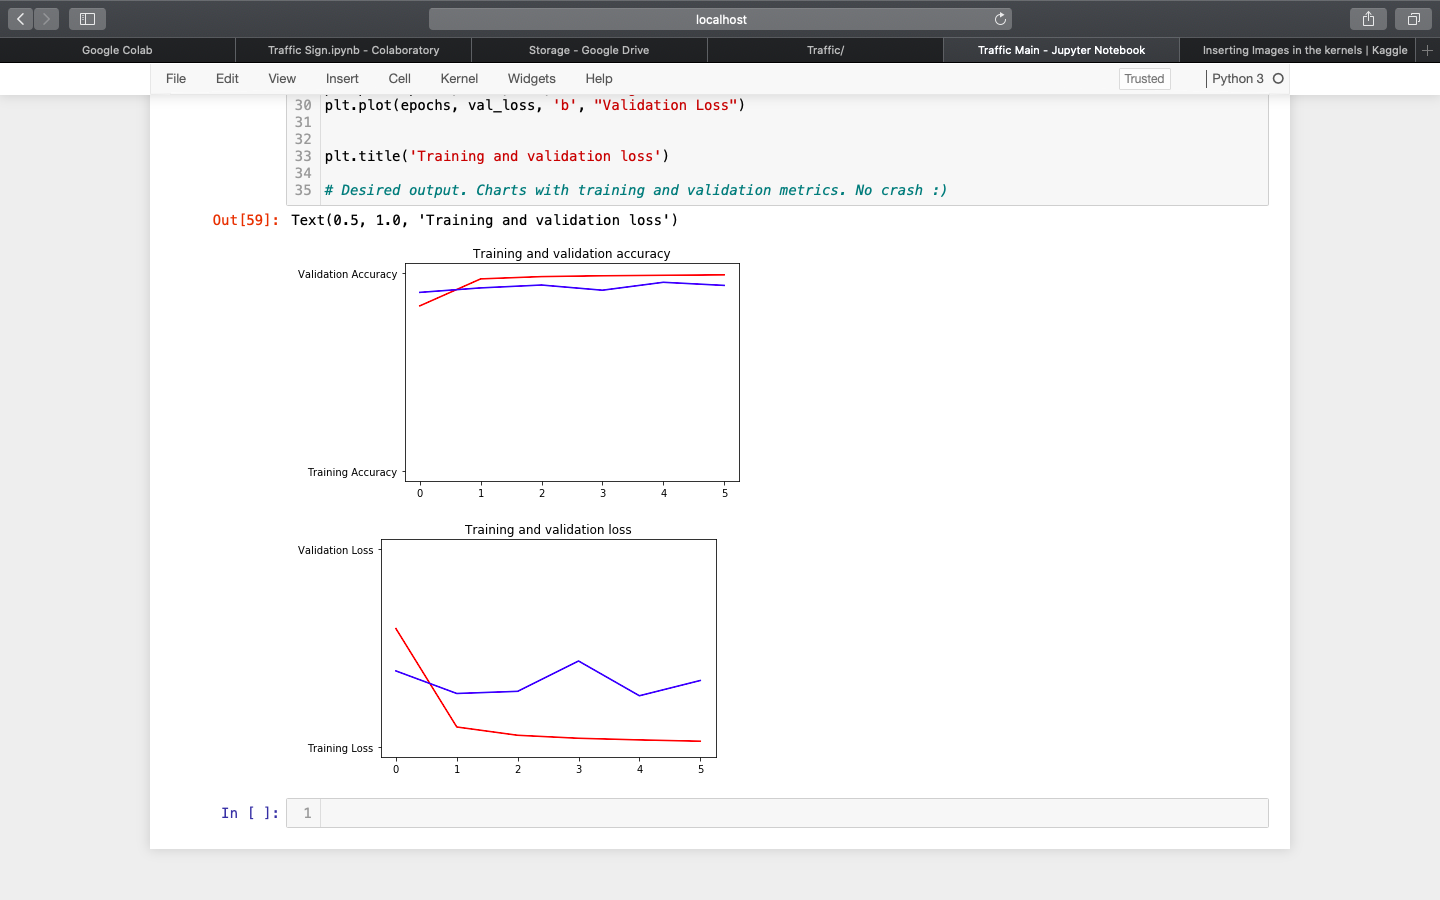 localhost
Google Colab
Traffic Sign.ipynb - Colaboratory
Storage - Google Drive
Traffic/
Traffic Main - Jupyter Notebook
Inserting Images in the kernels | Kaggle
File Edit View Insert Cell Kernel Widgets Help
Trusted
Python 3
30 plt.plot(epochs, val_loss, 'b', "Validation Loss")
31
32
33 plt.title('Training and validation loss')
34
35 # Desired output. Charts with training and validation metrics. No crash :)
Out[59]: Text(0.5, 1.0, 'Training and validation loss')
Training and validation accuracy
Validation Accuracy
Training Accuracy
0 1 2 3 4 5
Training and validation loss
Validation Loss
Training Loss
0 1 2 3 4 5
In [ ]: 1